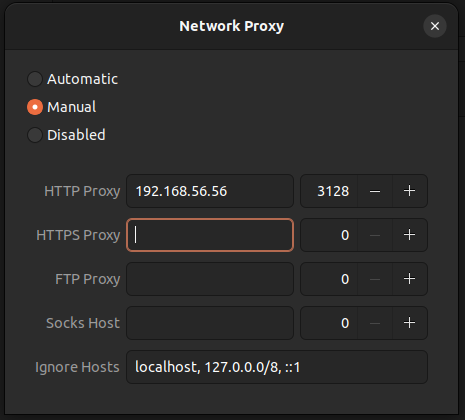 Network Proxy
Automatic
Manual
Disabled
HTTP Proxy 192.168.56.56 3128 − +
HTTPS Proxy 0 − +
FTP Proxy 0 − +
Socks Host 0 − +
Ignore Hosts localhost, 127.0.0.0/8, ::1